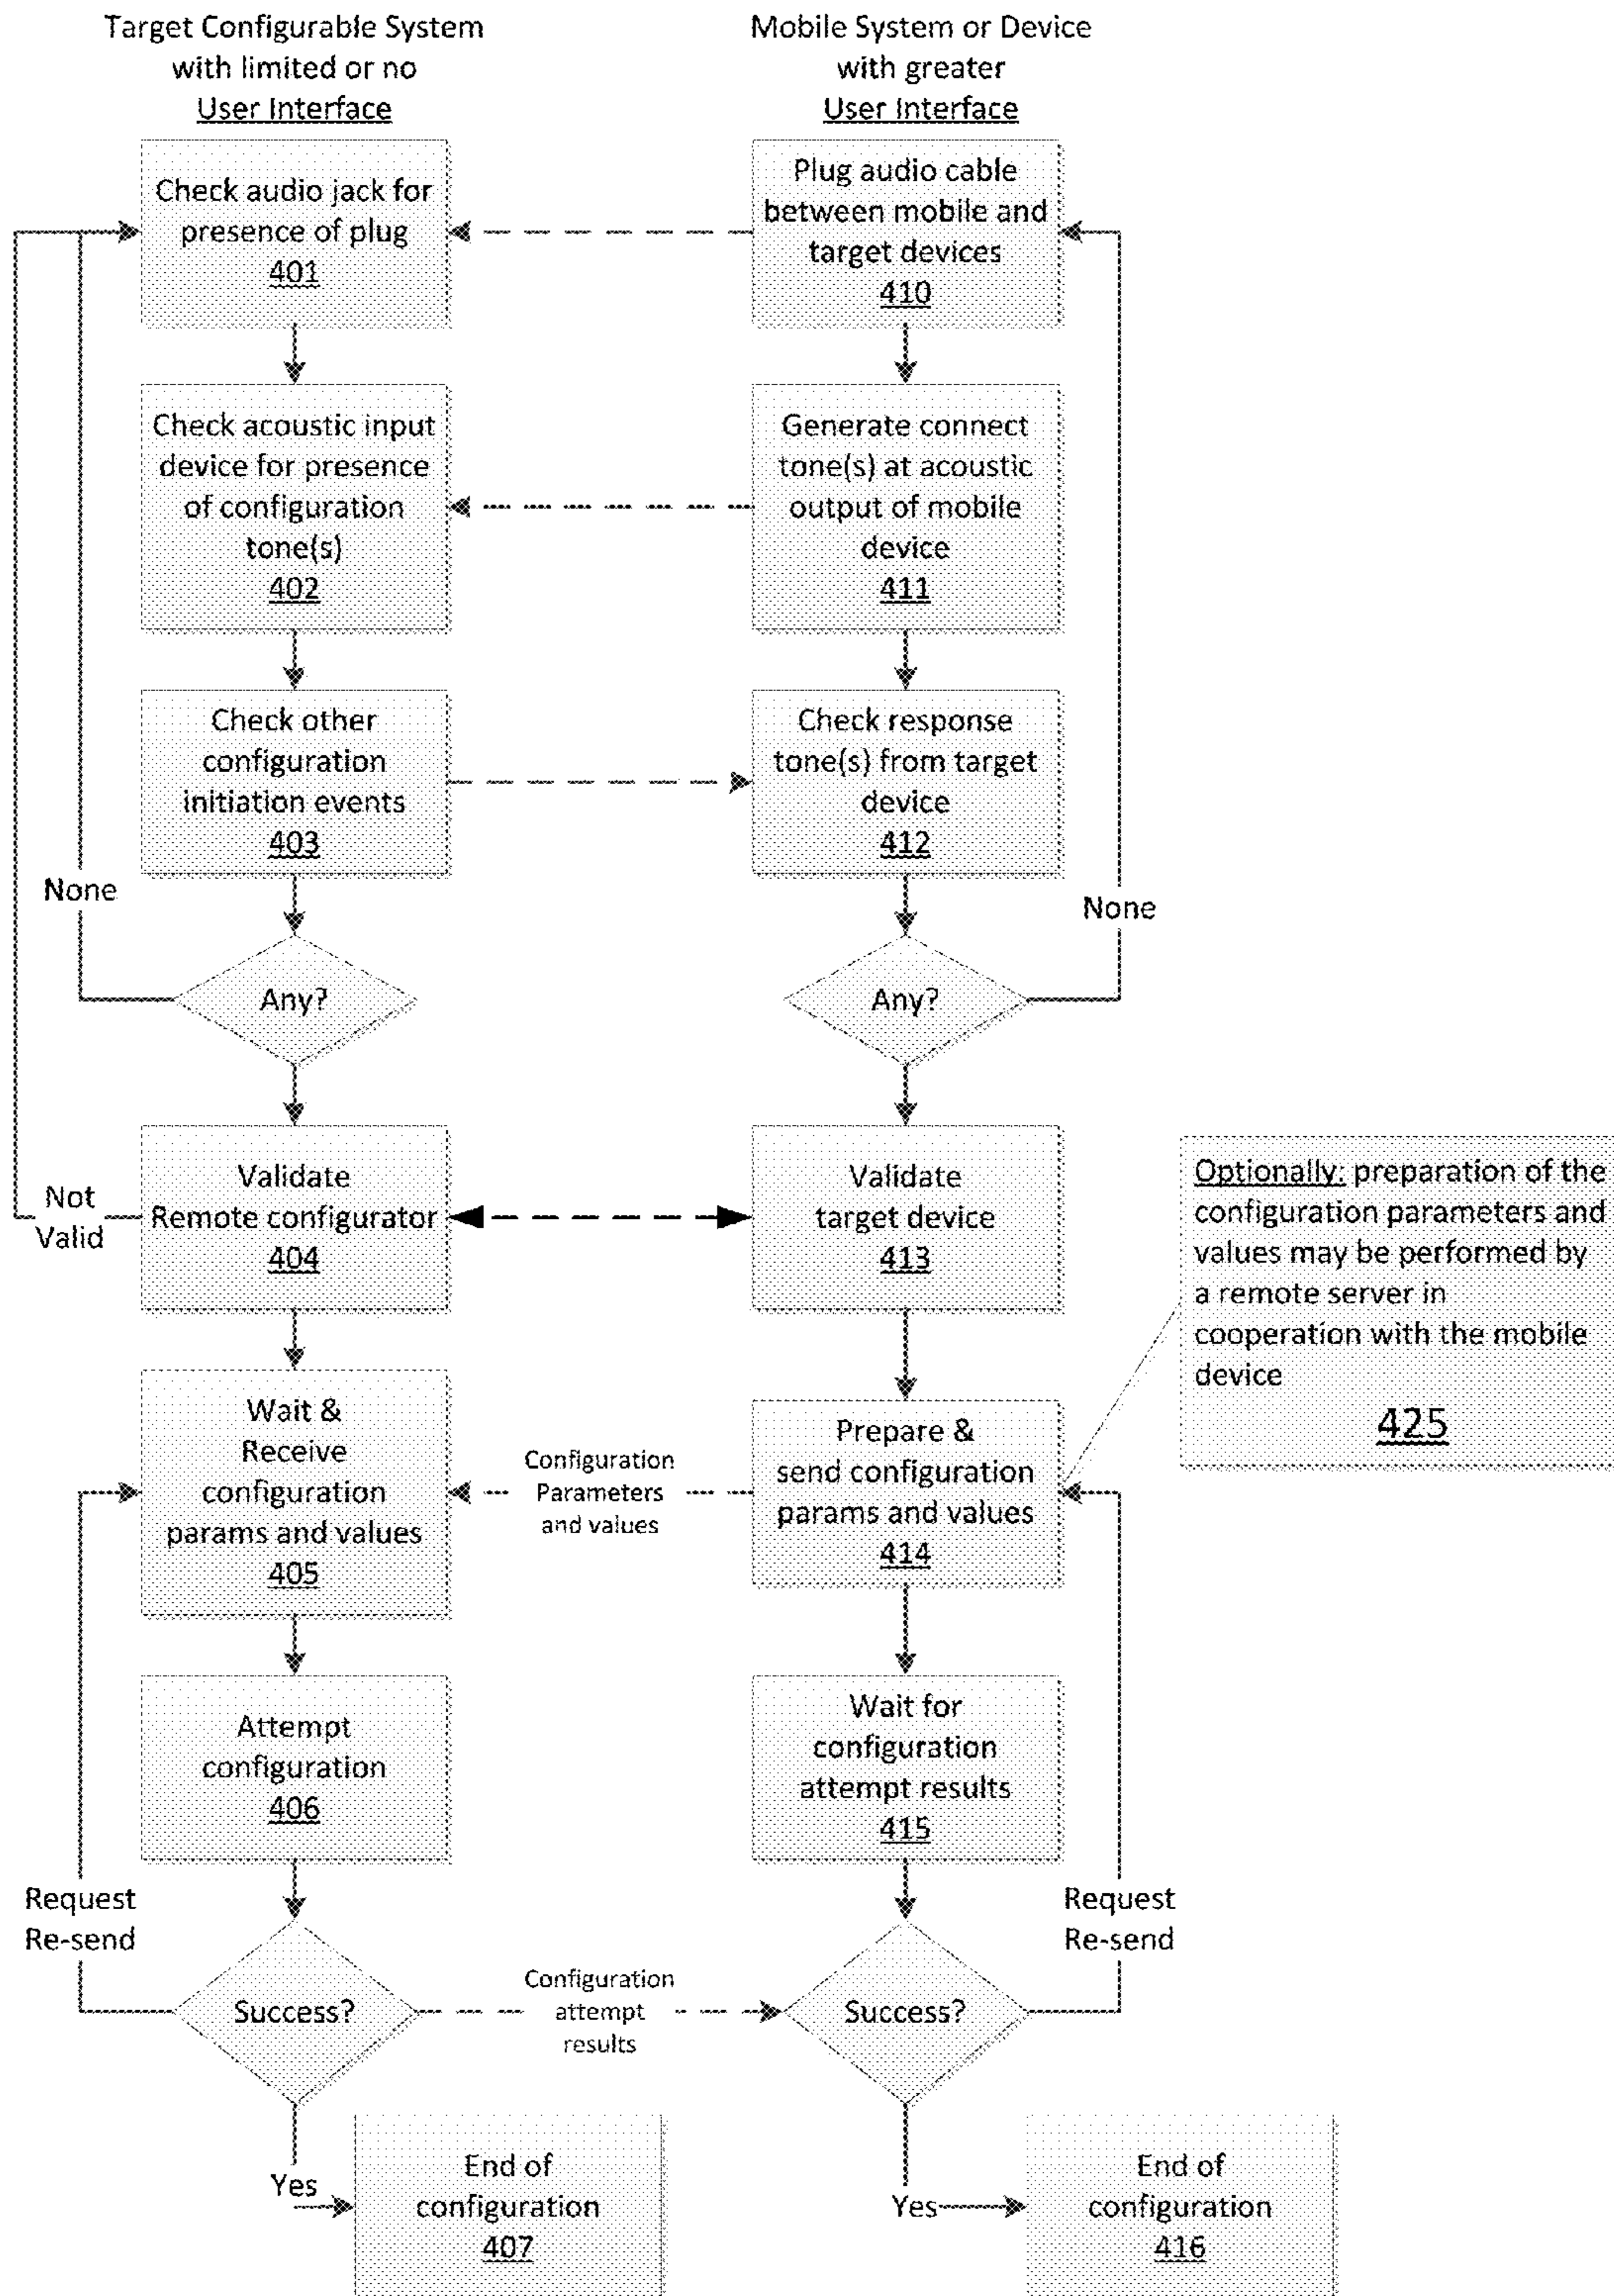 Target Configurable System
with limited or no
User Interface
Mobile System or Device
with greater
User Interface
Check audio jack for
presence of plug
401
Plug audio cable
between mobile and
target devices
410
Check acoustic input
device for presence
of configuration
tone(s)
402
Generate connect
tone(s) at acoustic
output of mobile
device
411
Check other
configuration
initiation events
403
Check response
tone(s) from target
device
412
None
None
Any?
Any?
Not
Valid
Validate
Remote configurator
404
Validate
target device
413
Optionally: preparation of the
configuration parameters and
values may be performed by
a remote server in
cooperation with the mobile
device
425
Wait &
Receive
configuration
params and values
405
Configuration
Parameters
and values
Prepare &
send configuration
params and values
414
Attempt
configuration
406
Wait for
configuration
attempt results
415
Request
Re-send
Request
Re-send
Success?
Configuration
attempt
results
Success?
Yes
End of
configuration
407
Yes
End of
configuration
416